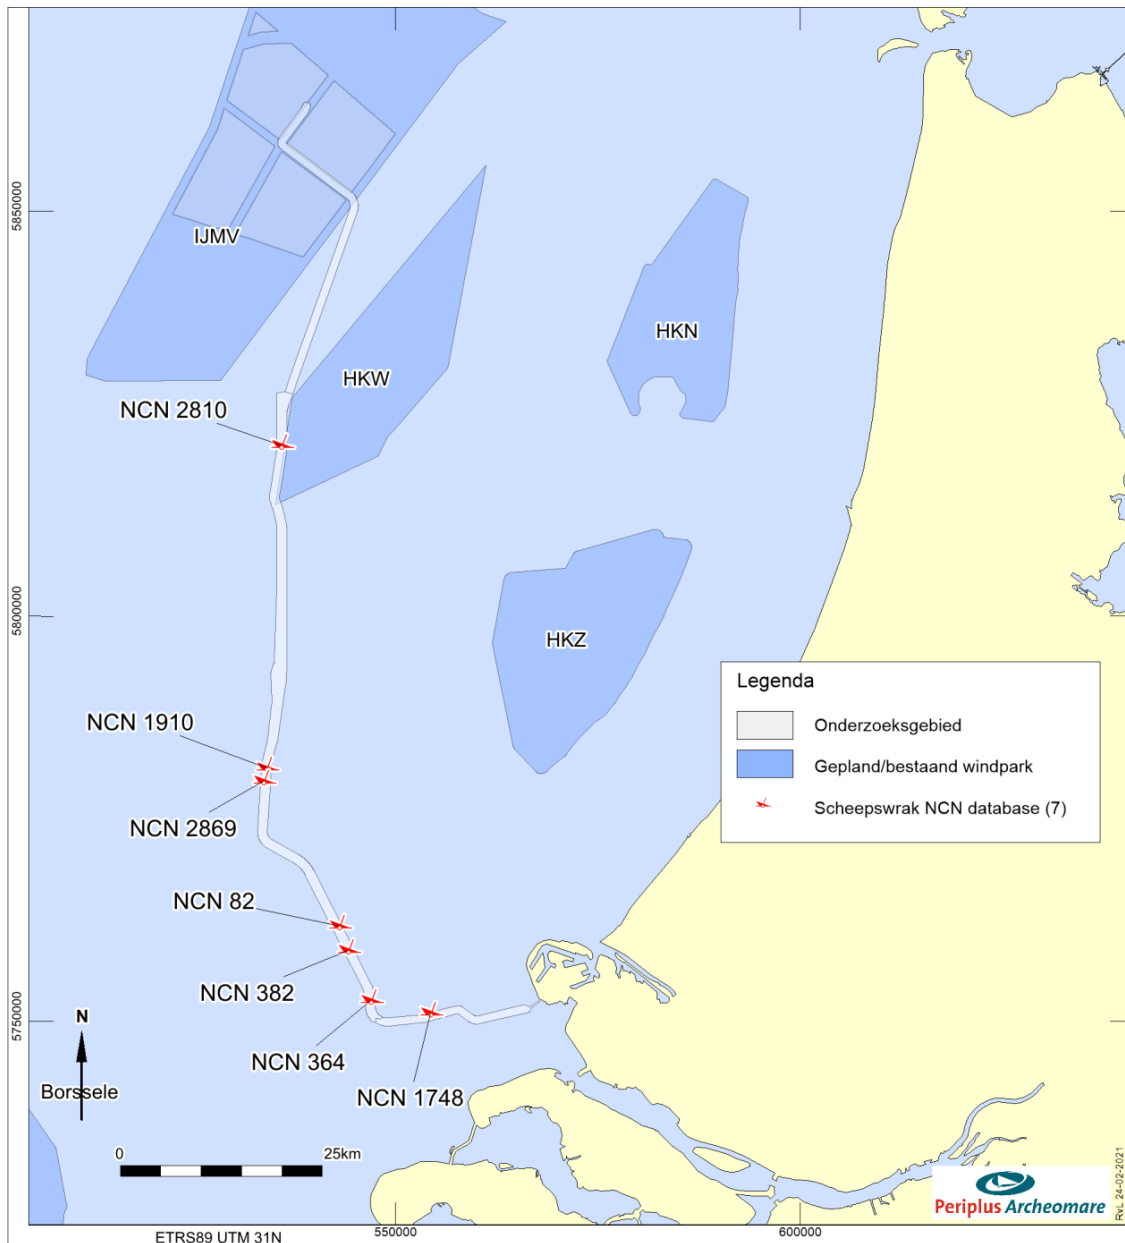 IJMV
5850000
HKN
HKW
NCN 2810
5800000
HKZ
Legenda
Onderzoeksgebied
Gepland/bestaand windpark
Scheepswrak NCN database (7)
NCN 1910
NCN 2869
NCN 82
NCN 382
5750000
N
NCN 364
Borssele
NCN 1748
0
25km
Periplus Archeomare
RvL 24-02-2021
550000
600000
ETRS89 UTM 31N